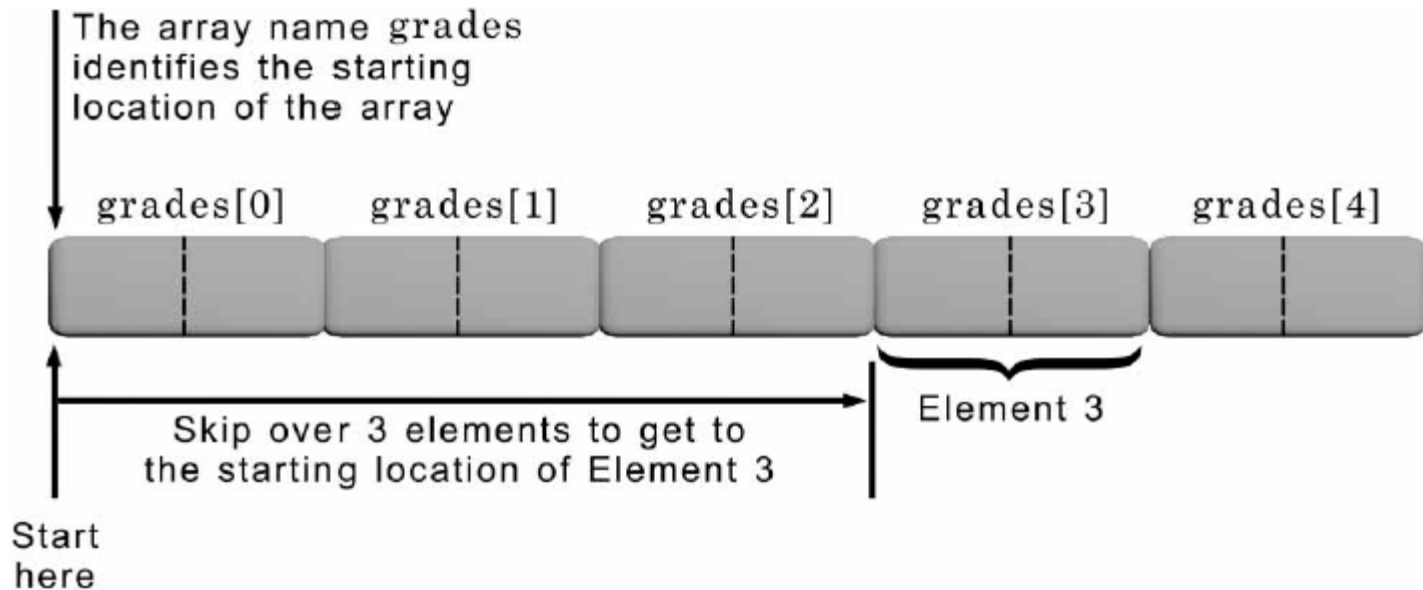 The array name grades
identifies the starting
location of the array
grades[0] grades[1] grades[2] grades[3] grades[4]
Element 3
Skip over 3 elements to get to
the starting location of Element 3
Start
here